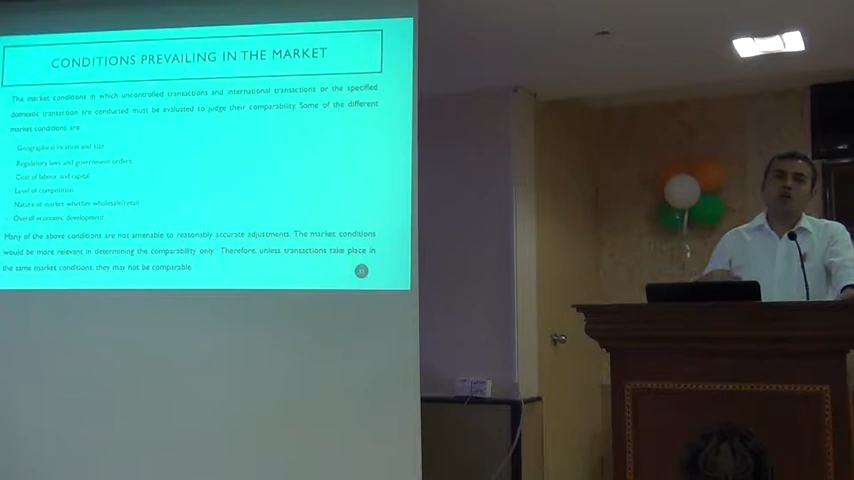 CONDITIONS PREVAILING IN THE MARKET
The market conditions in which uncontrolled transactions and international transactions or the specified
domestic transaction are conducted must be evaluated to judge their comparability. Some of the different
market conditions are
Geographical location and size
Regulatory laws and government orders
Cost of labour and capital
Level of competition
Nature of market whether wholesale/retail
Overall economic development
Many of the above conditions are not amenable to reasonably accurate adjustments. The market conditions
would be more relevant in determining the comparability only. Therefore, unless transactions take place in
the same market conditions, they may not be comparable.